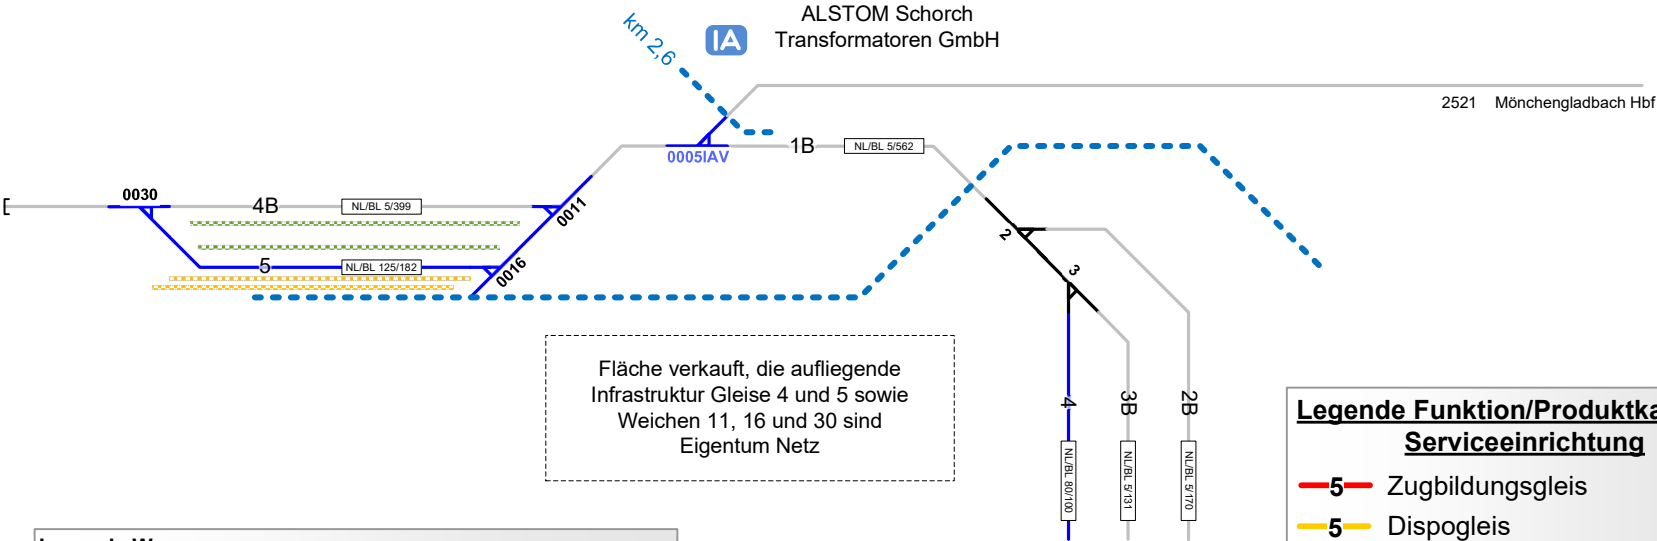 ALSTOM Schorch
Transformatoren GmbH
IA
km 2,6
2521 Mönchengladbach Hbf
0005IAV
1B
NL/BL 5/562
0030
4B
NL/BL 5/399
0011
5
NL/BL 125/182
0016
2
3
Fläche verkauft, die aufliegende
Infrastruktur Gleise 4 und 5 sowie
Weichen 11, 16 und 30 sind
Eigentum Netz
4
3B
2B
NL/BL 80/100
NL/BL 5/131
NL/BL 5/170
Legende Funktion/Produktka
Serviceeinrichtung
5 Zugbildungsgleis
5 Dispogleis